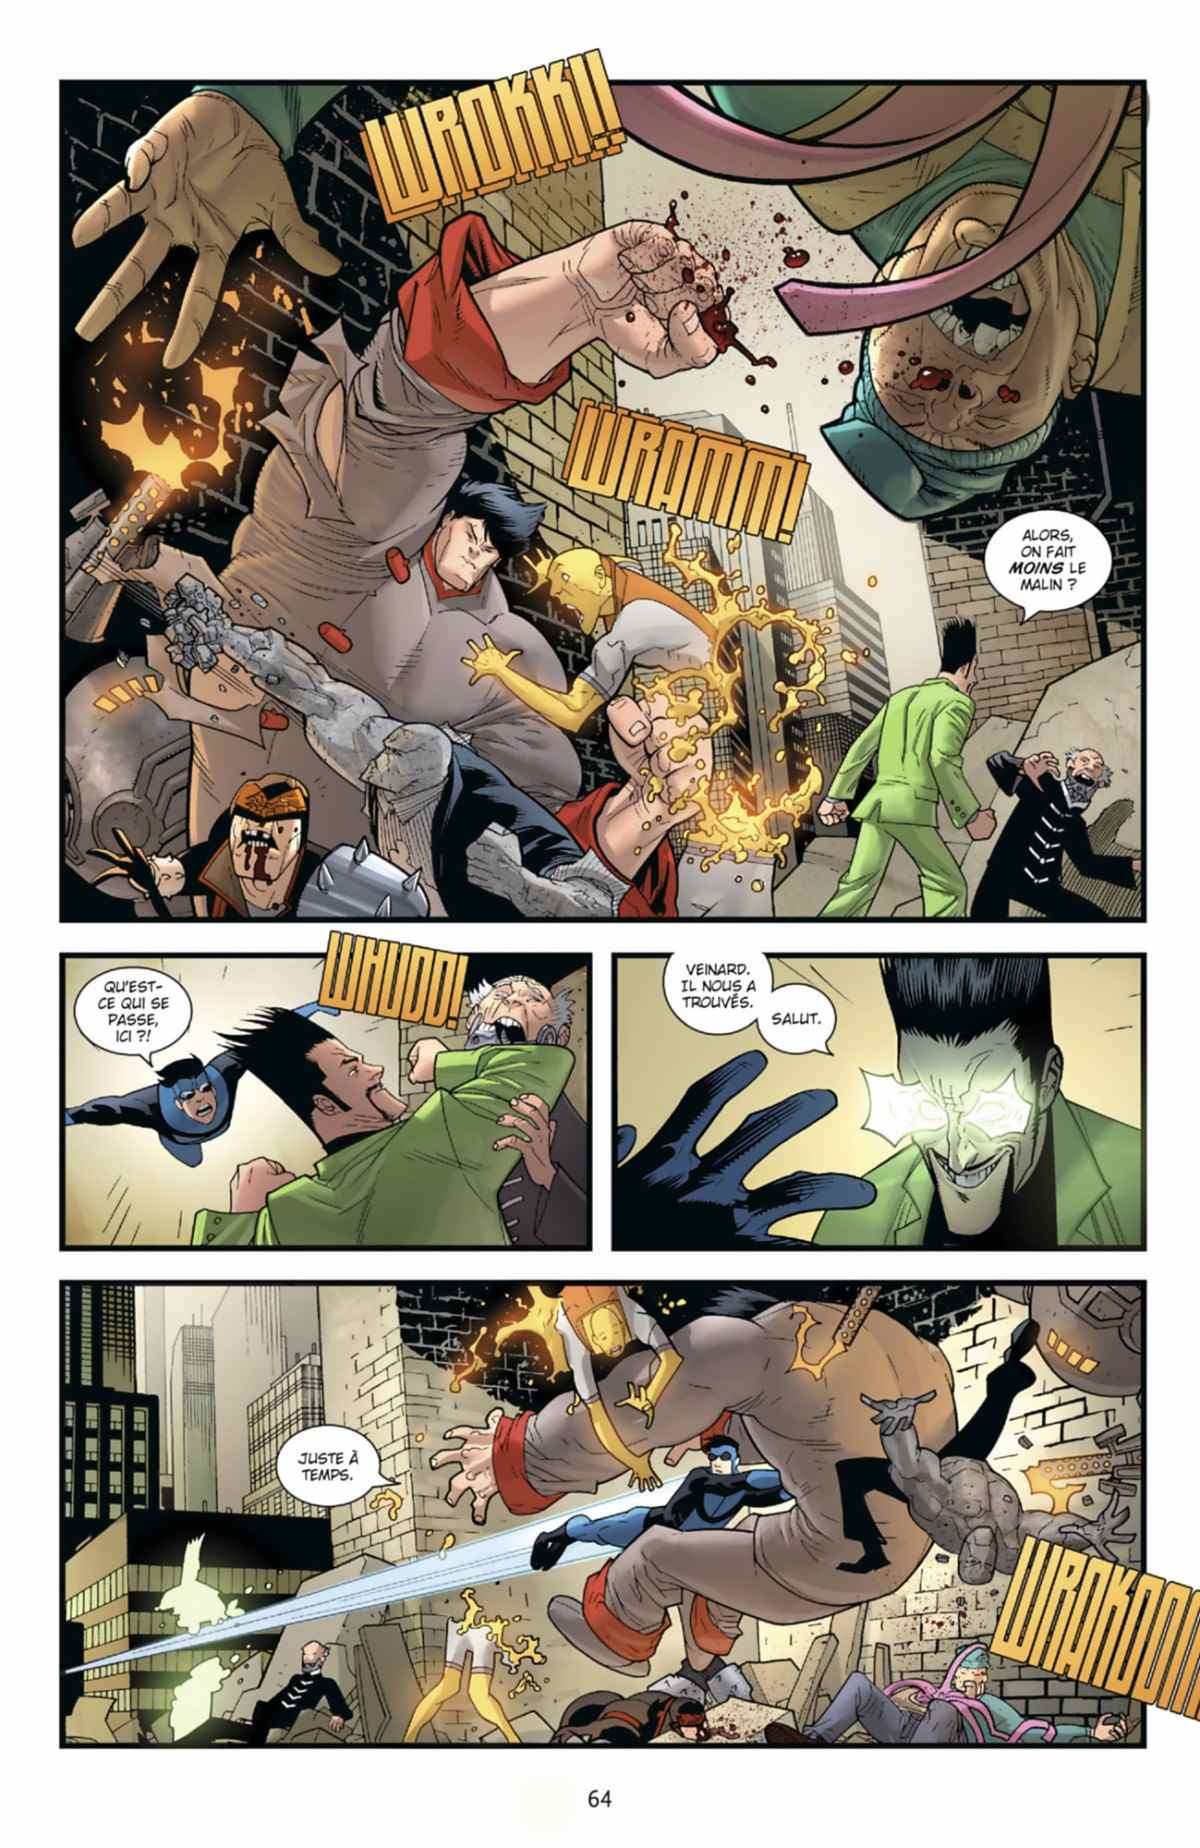 WROKK!!
WRAMM!
ALORS,
ON FAIT
MOINS LE
MALIN ?
QU'EST-
CE QUI SE
PASSE,
ICI ?!
WHUDD!
VEINARD.
IL NOUS A
TROUVÉS.
SALUT.
JUSTE À
TEMPS.
WRAKOOM
64